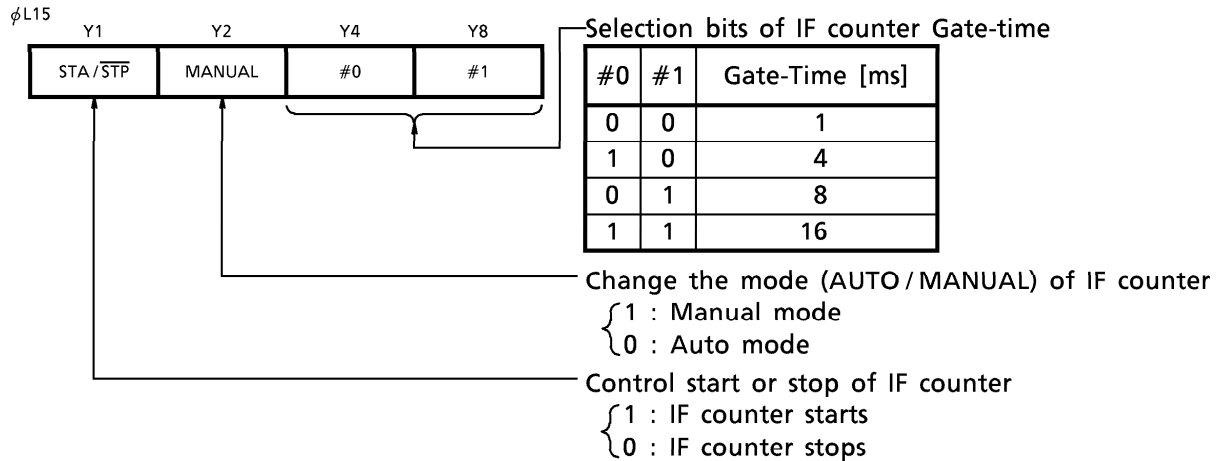 φL15
Y1 Y2 Y4 Y8
STA/S̅T̅P̅ MANUAL #0 #1
Selection bits of IF counter Gate-time
#0 #1 Gate-Time [ms]
0 0 1
1 0 4
0 1 8
1 1 16
Change the mode (AUTO/MANUAL) of IF counter
1 : Manual mode
0 : Auto mode
Control start or stop of IF counter
1 : IF counter starts
0 : IF counter stops